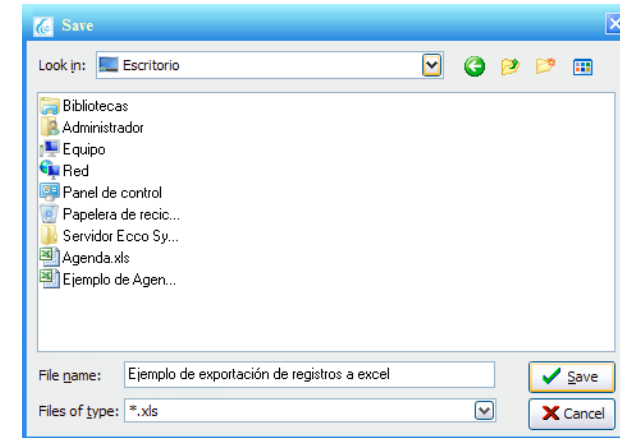 Save
Look in: Escritorio
Bibliotecas
Administrador
Equipo
Red
Panel de control
Papelera de recic...
Servidor Ecco Sy...
Agenda.xls
Ejemplo de Agen...
File name: Ejemplo de exportación de registros a excel Save
Files of type: *.xls Cancel